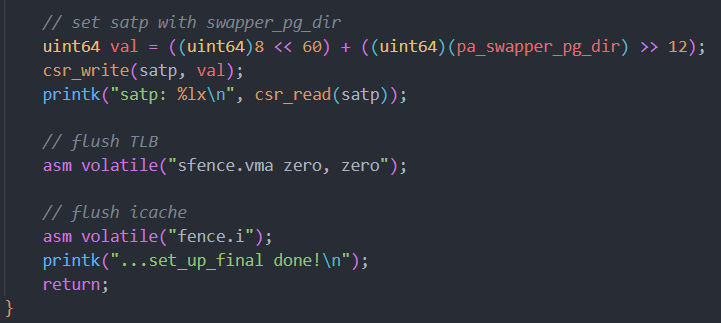 // set satp with swapper_pg_dir
uint64 val = ((uint64)8 << 60) + ((uint64)(pa_swapper_pg_dir) >> 12);
csr_write(satp, val);
printk("satp: %lx\n", csr_read(satp));
// flush TLB
asm volatile("sfence.vma zero, zero");
// flush icache
asm volatile("fence.i");
printk("...set_up_final done!\n");
return;
}